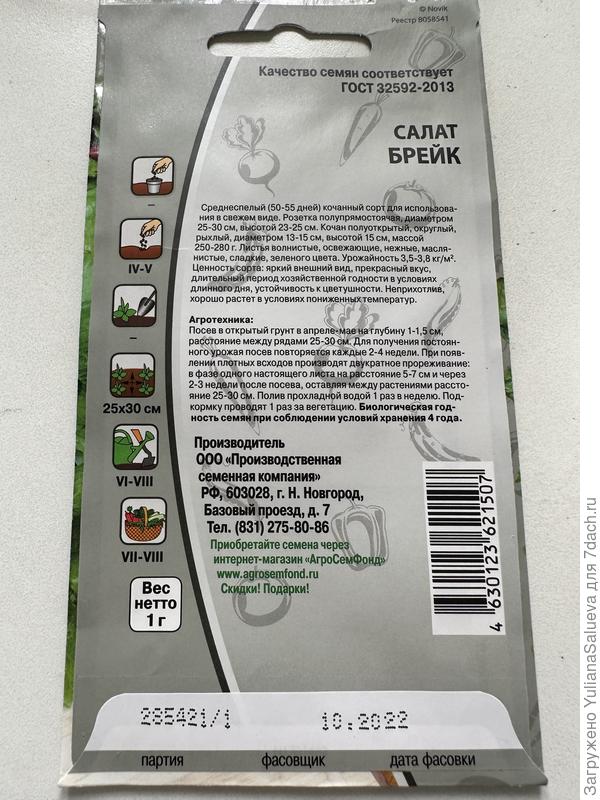 © Novik
Реестр 8058541
Качество семян соответствует
ГОСТ 32592-2013
САЛАТ
БРЕЙК
Среднеспелый (50-55 дней) кочанный сорт для использова-
ния в свежем виде. Розетка полупрямостоячая, диаметром
25-30 см, высотой 23-25 см. Кочан полуоткрытый, округлый,
рыхлый, диаметром 13-15 см, высотой 15 см, массой
250-280 г. Листья волнистые, освежающие, нежные, масля-
нистые, сладкие, зеленого цвета. Урожайность 3,5-3,8 кг/м².
Ценность сорта: яркий внешний вид, прекрасный вкус,
длительный период хозяйственной годности в условиях
длинного дня, устойчивость к цветушности. Неприхотлив,
хорошо растет в условиях пониженных температур.
Агротехника:
Посев в открытый грунт в апреле-мае на глубину 1-1,5 см,
расстояние между рядами 25-30 см. Для получения постоян-
ного урожая посев повторяют каждые 2-4 недели. При появ-
лении плотных всходов производят двукратное прореживание:
в фазе одного настоящего листа на расстояние 5-7 см и через
2-3 недели после посева, оставляя между растениями расстоя-
яние 25-30 см. Полив прохладной водой 1 раз в неделю. Под-
кормку проводят 1 раз за вегетацию. Биологическая год-
ность семян при соблюдении условий хранения 4 года.
–
IV-V
–
25х30 см
VI-VIII
VII-VIII
Вес
нетто
1 г
Производитель
ООО «Производственная
семенная компания»
РФ, 603028, г. Н. Новгород,
Базовый проезд, д. 7
Тел. (831) 275-80-86
Приобретайте семена через
интернет-магазин «АгроСемФонд»
www.agrosemfond.ru
Скидки! Подарки!
4 630123 621507
285421/1 10.2022
партия фасовщик дата фасовки
Загружено YulianaSalueva для 7dach.ru